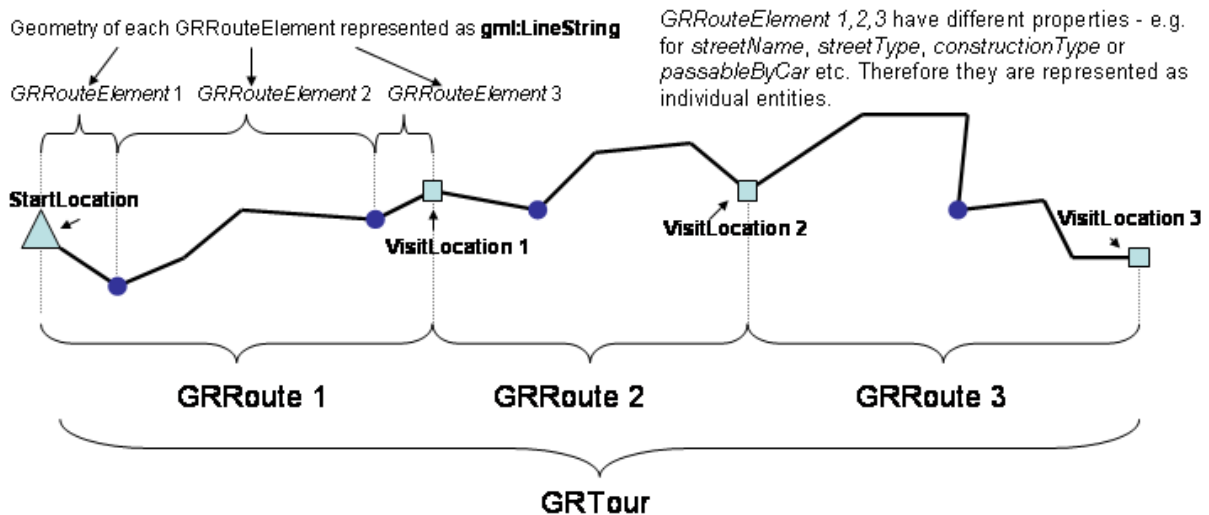 Geometry of each GRRouteElement represented as gml:LineString
GRRouteElement 1,2,3 have different properties - e.g.
for streetName, streetType, constructionType or
passableByCar etc. Therefore they are represented as
individual entities.
GRRouteElement 1 GRRouteElement 2 GRRouteElement 3
StartLocation
VisitLocation 1
VisitLocation 2
VisitLocation 3
GRRoute 1 GRRoute 2 GRRoute 3
GRTour